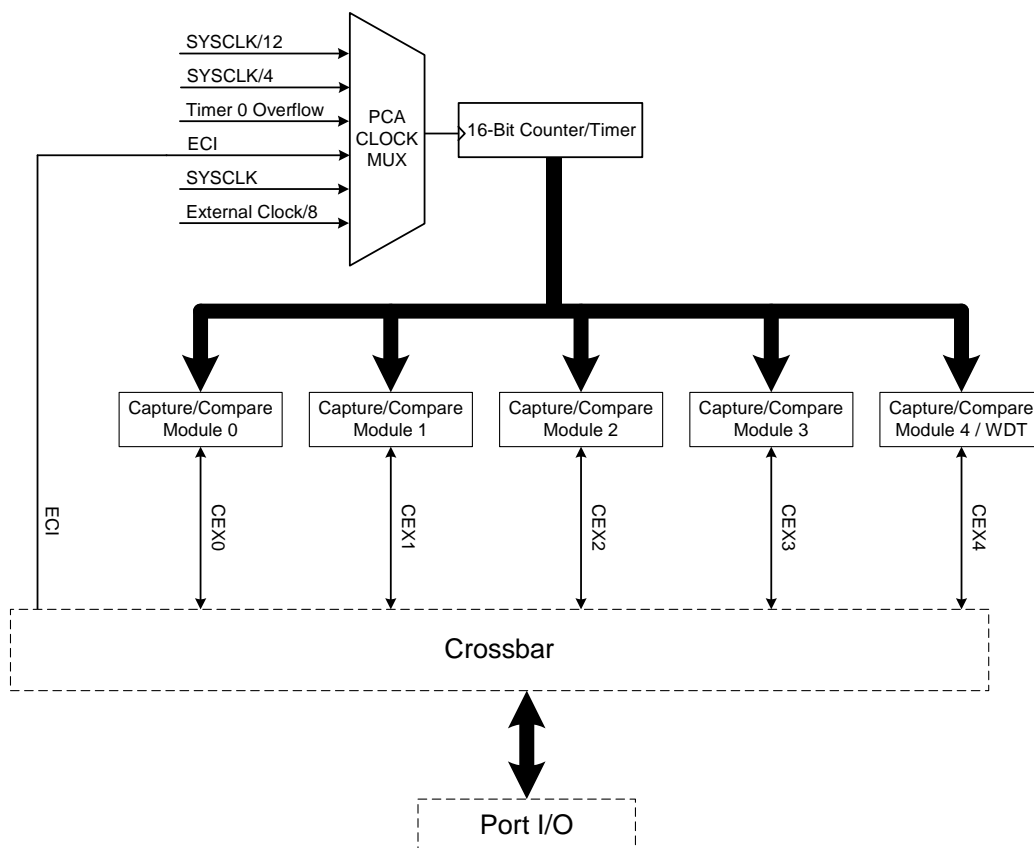 SYSCLK/12
SYSCLK/4
Timer 0 Overflow
ECI
SYSCLK
External Clock/8
PCA
CLOCK
MUX
16-Bit Counter/Timer
Capture/Compare
Module 0
Capture/Compare
Module 1
Capture/Compare
Module 2
Capture/Compare
Module 3
Capture/Compare
Module 4 / WDT
ECI
CEX0
CEX1
CEX2
CEX3
CEX4
Crossbar
Port I/O